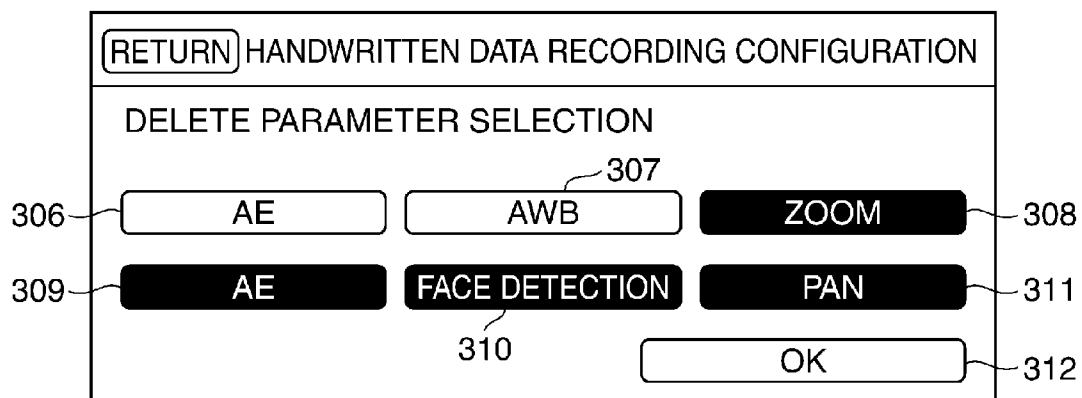 RETURN HANDWRITTEN DATA RECORDING CONFIGURATION
DELETE PARAMETER SELECTION
307
306 AE AWB ZOOM 308
309 AE FACE DETECTION PAN 311
310
OK 312